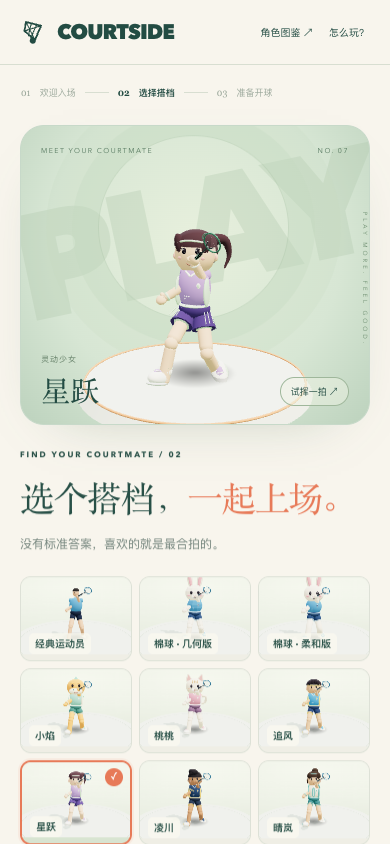 COURTSIDE
角色图鉴 ↗ 怎么玩?
01 欢迎入场 02 选择搭档 03 准备开球
MEET YOUR COURTMATE NO. 07
PLAY
PLAY MORE. FEEL GOOD.
灵动少女
星跃
试挥一拍 ↗
FIND YOUR COURTMATE / 02
选个搭档，一起上场。
没有标准答案，喜欢的就是最合拍的。
经典运动员 棉球·几何版 棉球·柔和版
小焰 桃桃 追风
星跃 凌川 晴岚